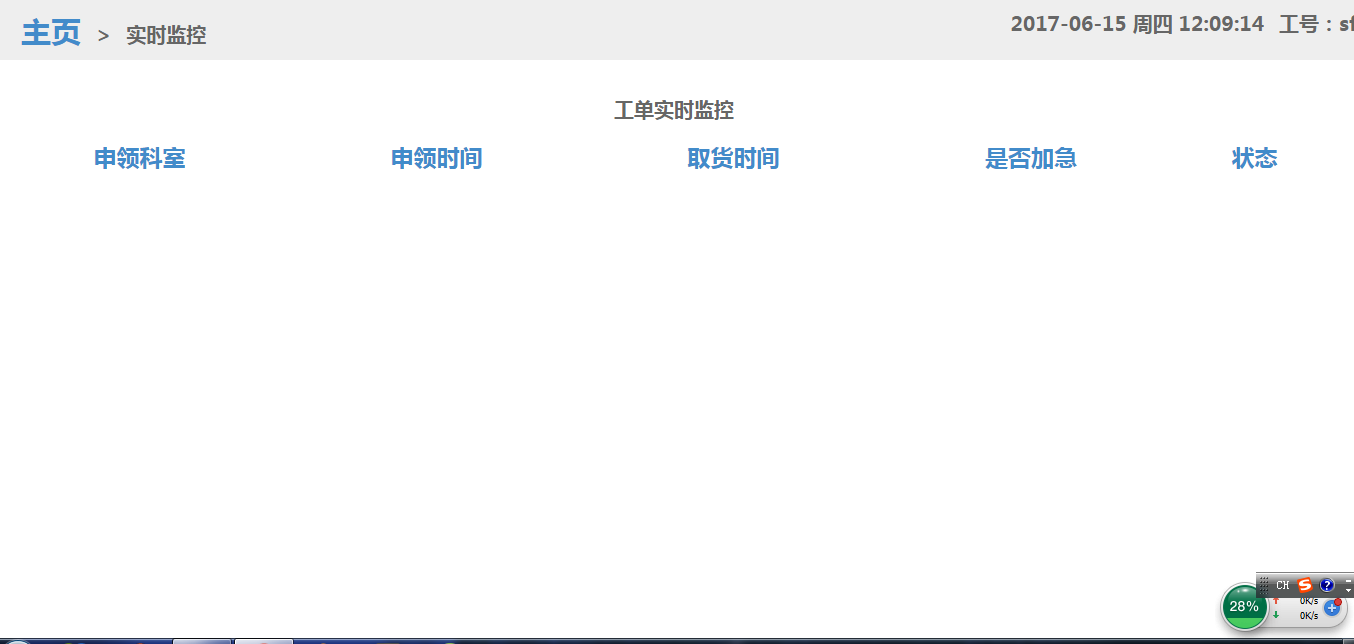 主页 > 实时监控
2017-06-15 周四 12:09:14 工号：sf
工单实时监控
申领科室 申领时间 取货时间 是否加急 状态
CH
28% 0K/s
0K/s